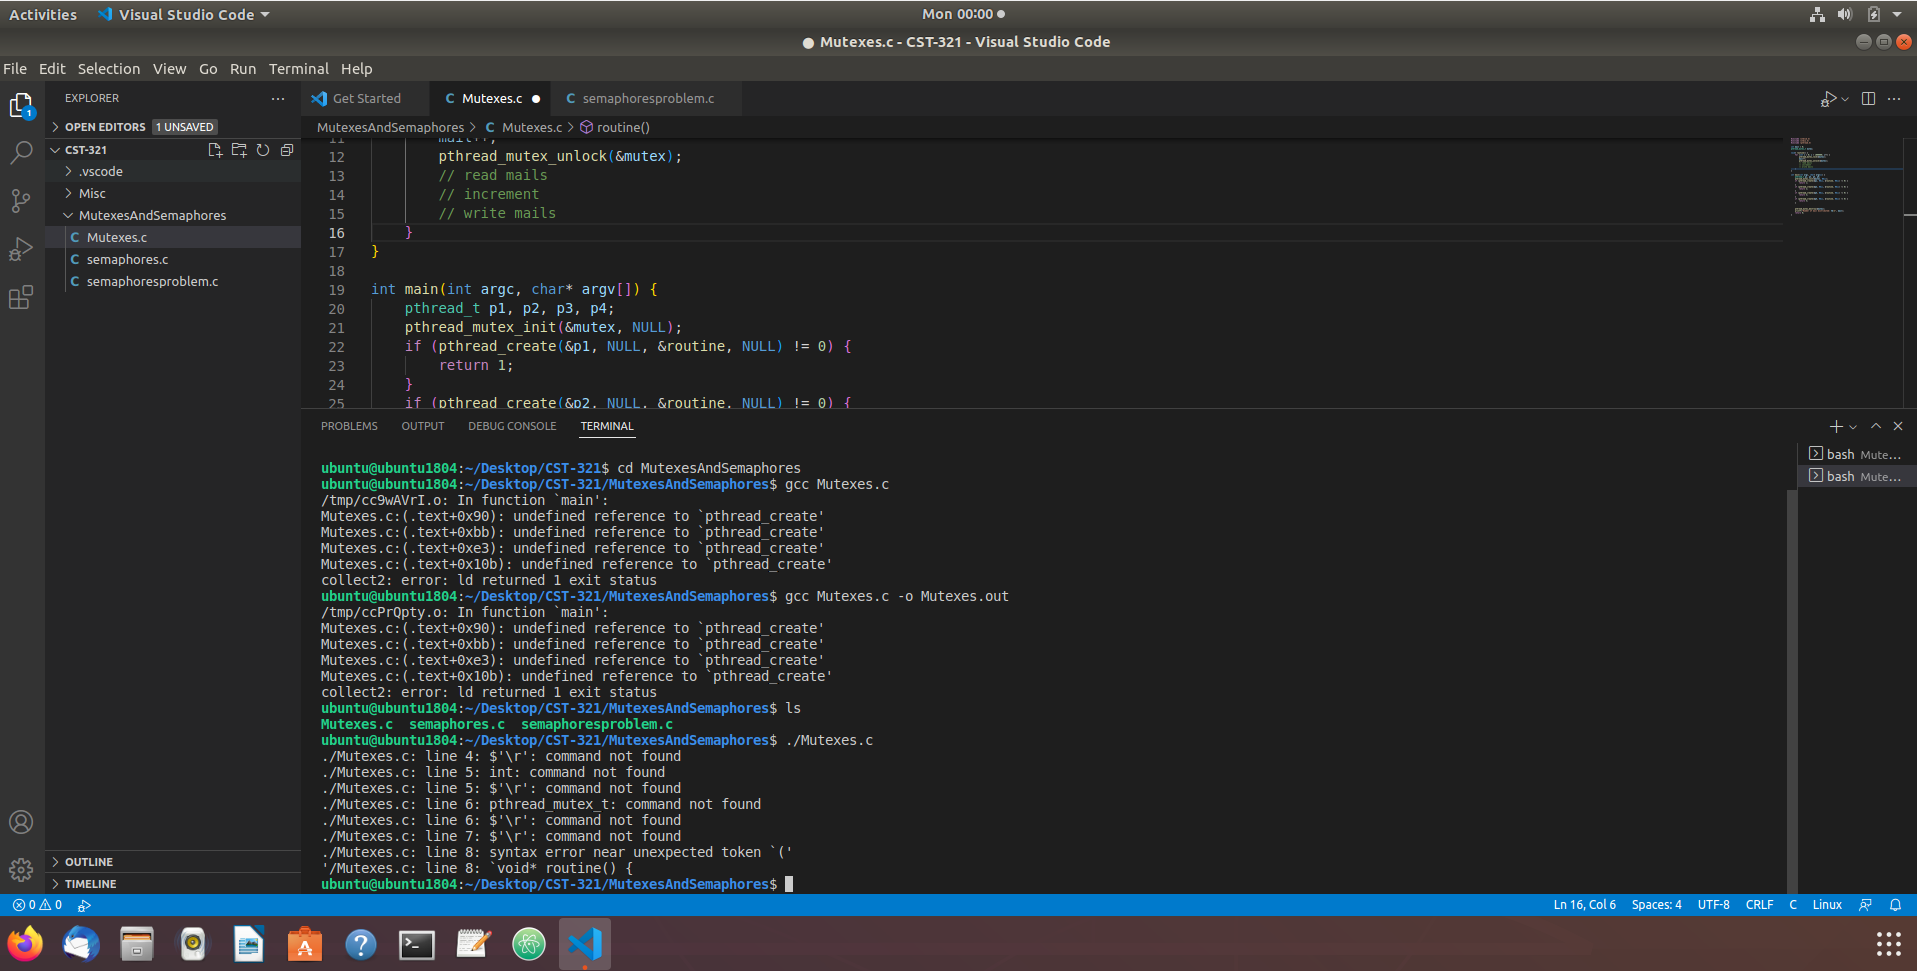 Activities
Visual Studio Code
Mon 00:00
Mutexes.c - CST-321 - Visual Studio Code
File Edit Selection View Go Run Terminal Help
EXPLORER
OPEN EDITORS 1 UNSAVED
CST-321
.vscode
Misc
MutexesAndSemaphores
C Mutexes.c
C semaphores.c
C semaphoresproblem.c
OUTLINE
TIMELINE
1
Get Started
C Mutexes.c
C semaphoresproblem.c
MutexesAndSemaphores > C Mutexes.c > routine()
11 mail++;
12 pthread_mutex_unlock(&mutex);
13 // read mails
14 // increment
15 // write mails
16 }
17 }
18
19 int main(int argc, char* argv[]) {
20 pthread_t p1, p2, p3, p4;
21 pthread_mutex_init(&mutex, NULL);
22 if (pthread_create(&p1, NULL, &routine, NULL) != 0) {
23 return 1;
24 }
25 if (pthread_create(&p2, NULL, &routine, NULL) != 0) {
PROBLEMS OUTPUT DEBUG CONSOLE TERMINAL
ubuntu@ubuntu1804:~/Desktop/CST-321$ cd MutexesAndSemaphores
ubuntu@ubuntu1804:~/Desktop/CST-321/MutexesAndSemaphores$ gcc Mutexes.c
/tmp/cc9wAVrI.o: In function `main':
Mutexes.c:(.text+0x90): undefined reference to `pthread_create'
Mutexes.c:(.text+0xbb): undefined reference to `pthread_create'
Mutexes.c:(.text+0xe3): undefined reference to `pthread_create'
Mutexes.c:(.text+0x10b): undefined reference to `pthread_create'
collect2: error: ld returned 1 exit status
ubuntu@ubuntu1804:~/Desktop/CST-321/MutexesAndSemaphores$ gcc Mutexes.c -o Mutexes.out
/tmp/ccPrQpty.o: In function `main':
Mutexes.c:(.text+0x90): undefined reference to `pthread_create'
Mutexes.c:(.text+0xbb): undefined reference to `pthread_create'
Mutexes.c:(.text+0xe3): undefined reference to `pthread_create'
Mutexes.c:(.text+0x10b): undefined reference to `pthread_create'
collect2: error: ld returned 1 exit status
ubuntu@ubuntu1804:~/Desktop/CST-321/MutexesAndSemaphores$ ls
Mutexes.c semaphores.c semaphoresproblem.c
ubuntu@ubuntu1804:~/Desktop/CST-321/MutexesAndSemaphores$ ./Mutexes.c
./Mutexes.c: line 4: $'\r': command not found
./Mutexes.c: line 5: int: command not found
./Mutexes.c: line 5: $'\r': command not found
./Mutexes.c: line 6: pthread_mutex_t: command not found
./Mutexes.c: line 6: $'\r': command not found
./Mutexes.c: line 7: $'\r': command not found
./Mutexes.c: line 8: syntax error near unexpected token `('
'/Mutexes.c: line 8: `void* routine() {
ubuntu@ubuntu1804:~/Desktop/CST-321/MutexesAndSemaphores$
bash Mute...
bash Mute...
0 0
Ln 16, Col 6 Spaces: 4 UTF-8 CRLF C Linux